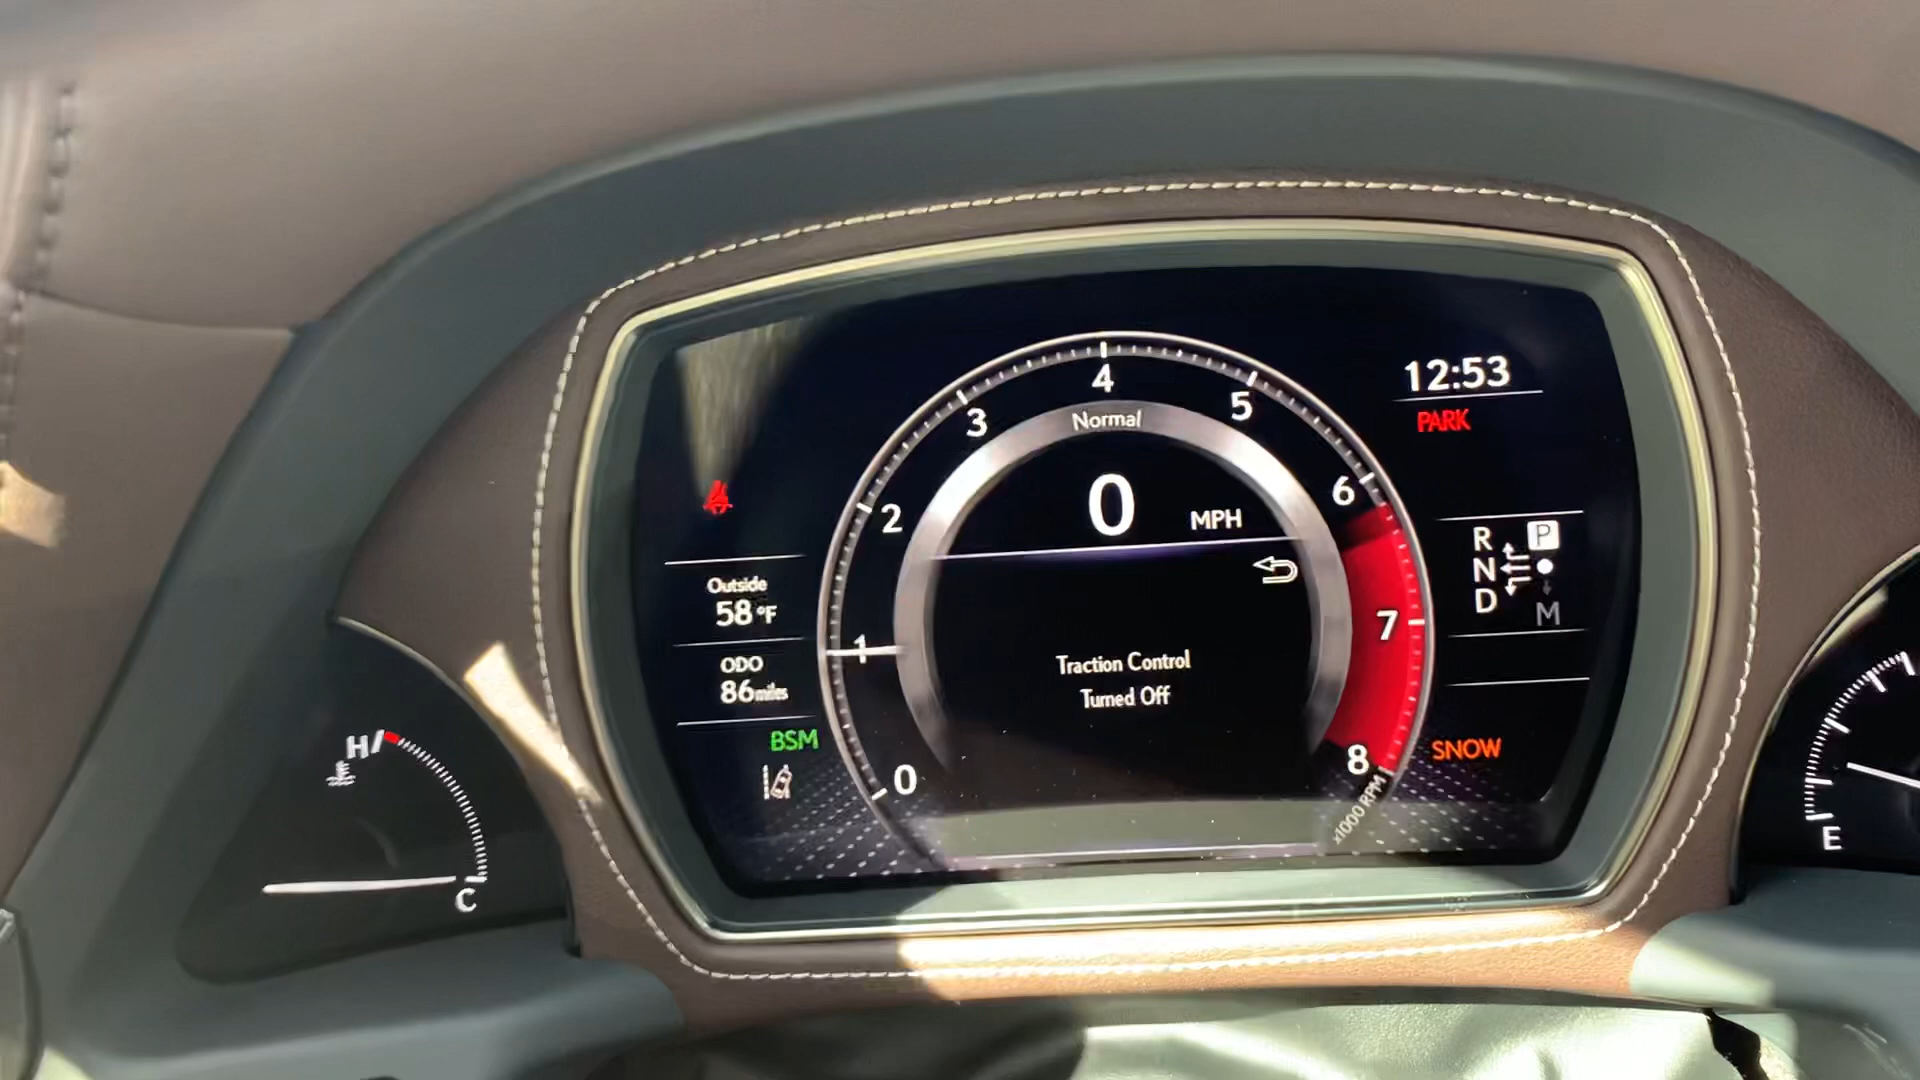 12:53
PARK
4
3
5
Normal
2
6
0
MPH
R
P
N
D
M
Outside
58 °F
1
7
ODO
86 miles
Traction Control
Turned Off
BSM
SNOW
0
8
x1000 RPM
H
C
E